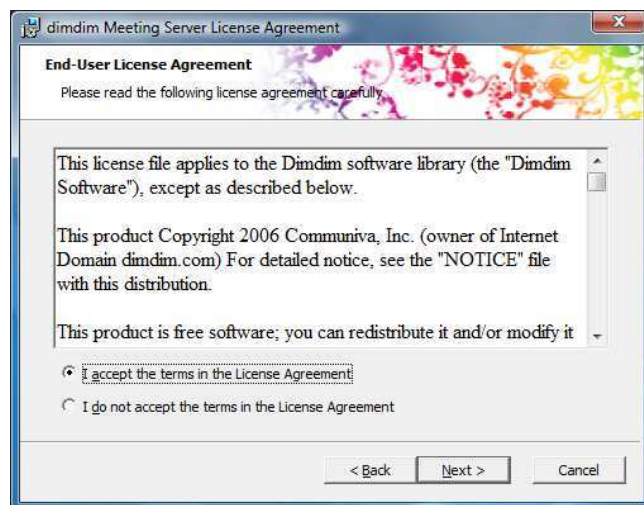 dimdim Meeting Server License Agreement
End-User License Agreement
Please read the following license agreement carefully
This license file applies to the Dimdim software library (the "Dimdim
Software"), except as described below.
This product Copyright 2006 Communiva, Inc. (owner of Internet
Domain dimdim.com) For detailed notice, see the "NOTICE" file
with this distribution.
This product is free software; you can redistribute it and/or modify it
I accept the terms in the License Agreement
I do not accept the terms in the License Agreement
< Back
Next >
Cancel